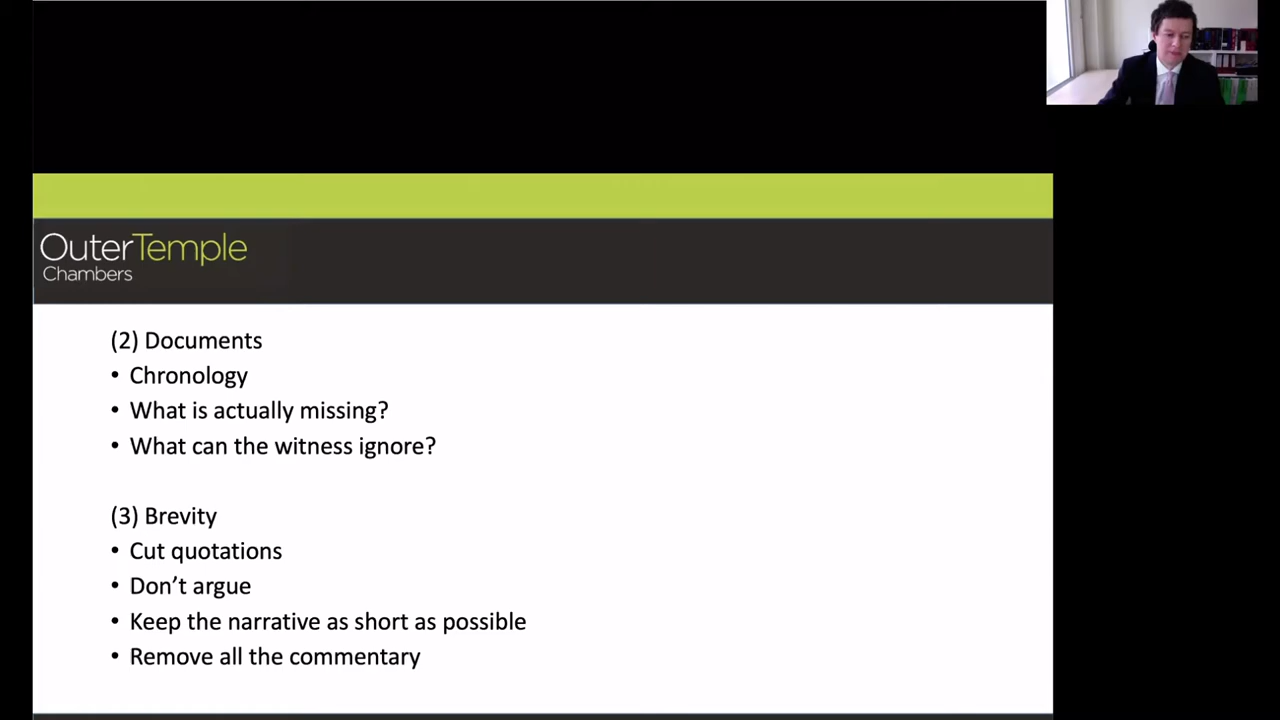 OuterTemple
Chambers
(2) Documents
• Chronology
• What is actually missing?
• What can the witness ignore?
(3) Brevity
• Cut quotations
• Don’t argue
• Keep the narrative as short as possible
• Remove all the commentary